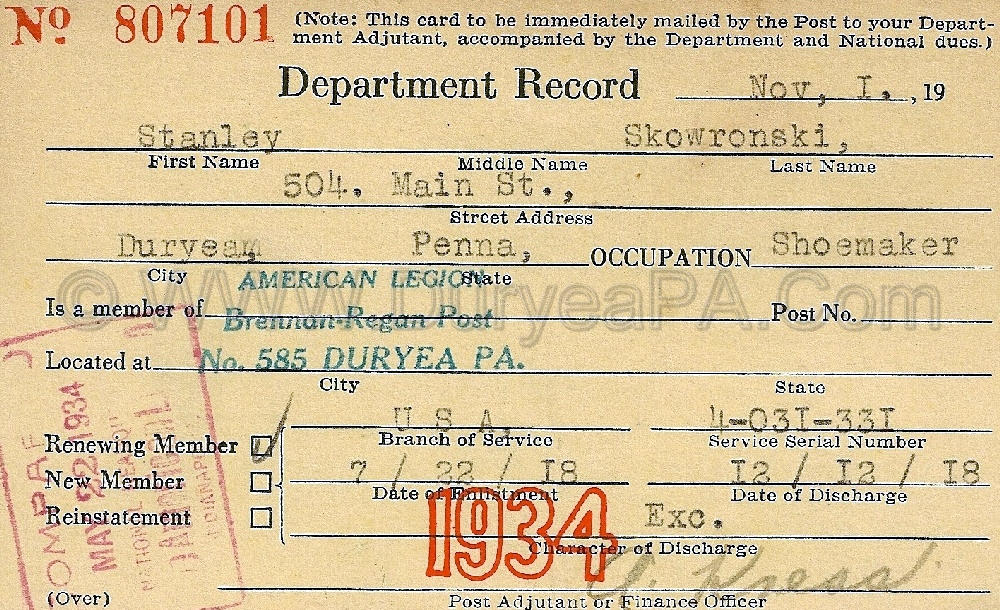 No 807101 (Note: This card to be immediately mailed by the Post to your Depart-
ment Adjutant, accompanied by the Department and National dues.)
Department Record Nov, I. , 19
Stanley Skowronski,
First Name Middle Name Last Name
504. Main St.,
Street Address
Duryea, Penna, OCCUPATION Shoemaker
City State
AMERICAN LEGION
© www.DuryeaPA.Com
Is a member of Brennan-Regan Post Post No.
Located at No. 585 DURYEA PA.
City State
U S A. 4-03I-33I
Renewing Member Branch of Service Service Serial Number
New Member 7 / 22 / I8 I2 / I2 / I8
Date of Enlistment Date of Discharge
Reinstatement Exc.
1934
Character of Discharge
MAY 22 1934
(Over) Post Adjutant or Finance Officer